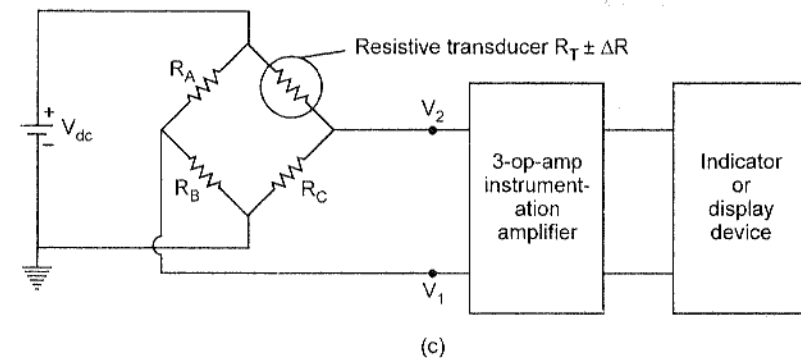 Resistive transducer R_T ± ΔR
R_A
V_2
+
V_dc
-
3-op-amp
instrument-
ation
amplifier
Indicator
or
display
device
R_B
R_C
V_1
(c)